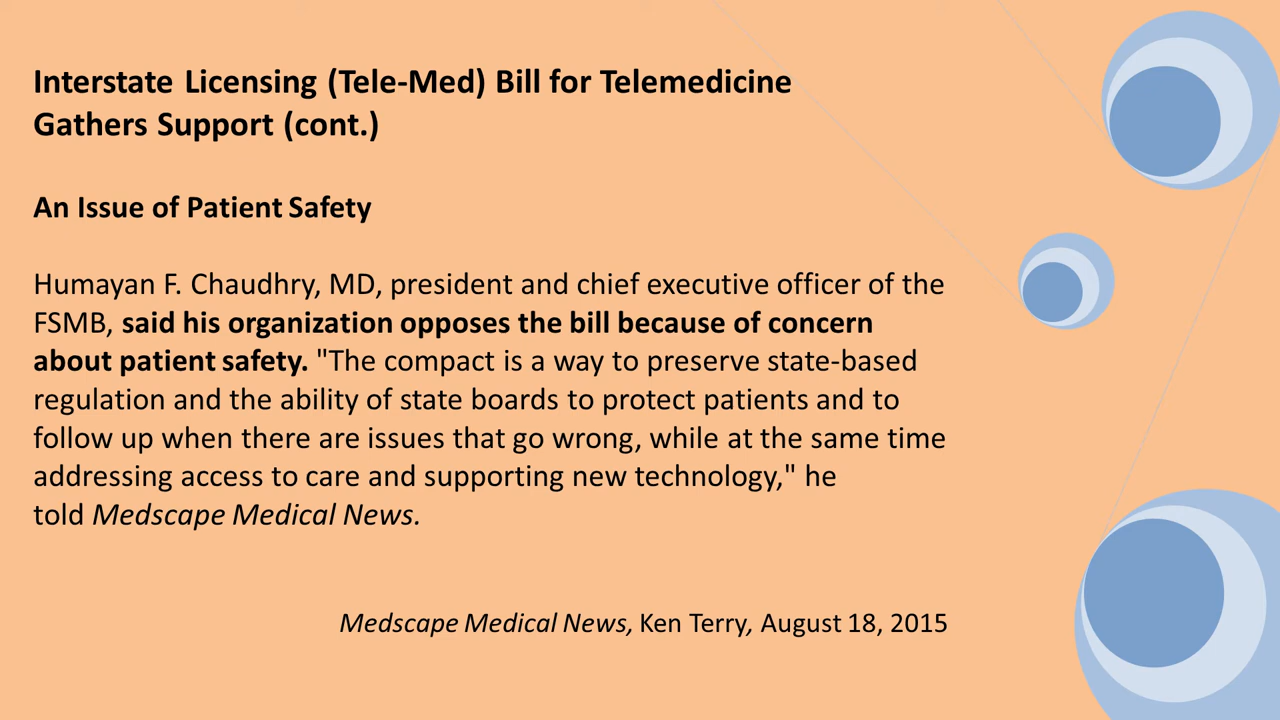 Interstate Licensing (Tele-Med) Bill for Telemedicine
Gathers Support (cont.)
An Issue of Patient Safety
Humayan F. Chaudhry, MD, president and chief executive officer of the
FSMB, said his organization opposes the bill because of concern
about patient safety. "The compact is a way to preserve state-based
regulation and the ability of state boards to protect patients and to
follow up when there are issues that go wrong, while at the same time
addressing access to care and supporting new technology," he
told Medscape Medical News.
Medscape Medical News, Ken Terry, August 18, 2015